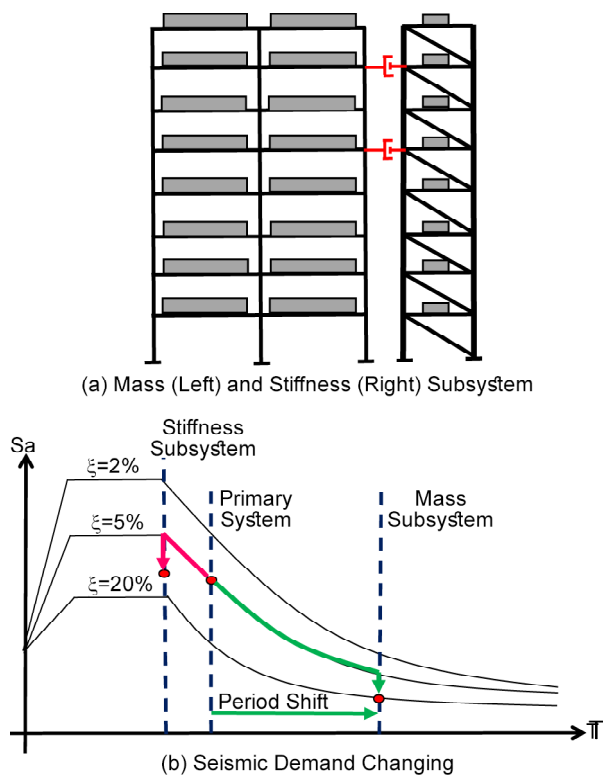 (a) Mass (Left) and Stiffness (Right) Subsystem
Sa
Stiffness
Subsystem
ξ=2%
Primary
System
Mass
Subsystem
ξ=5%
ξ=20%
Period Shift
T
(b) Seismic Demand Changing